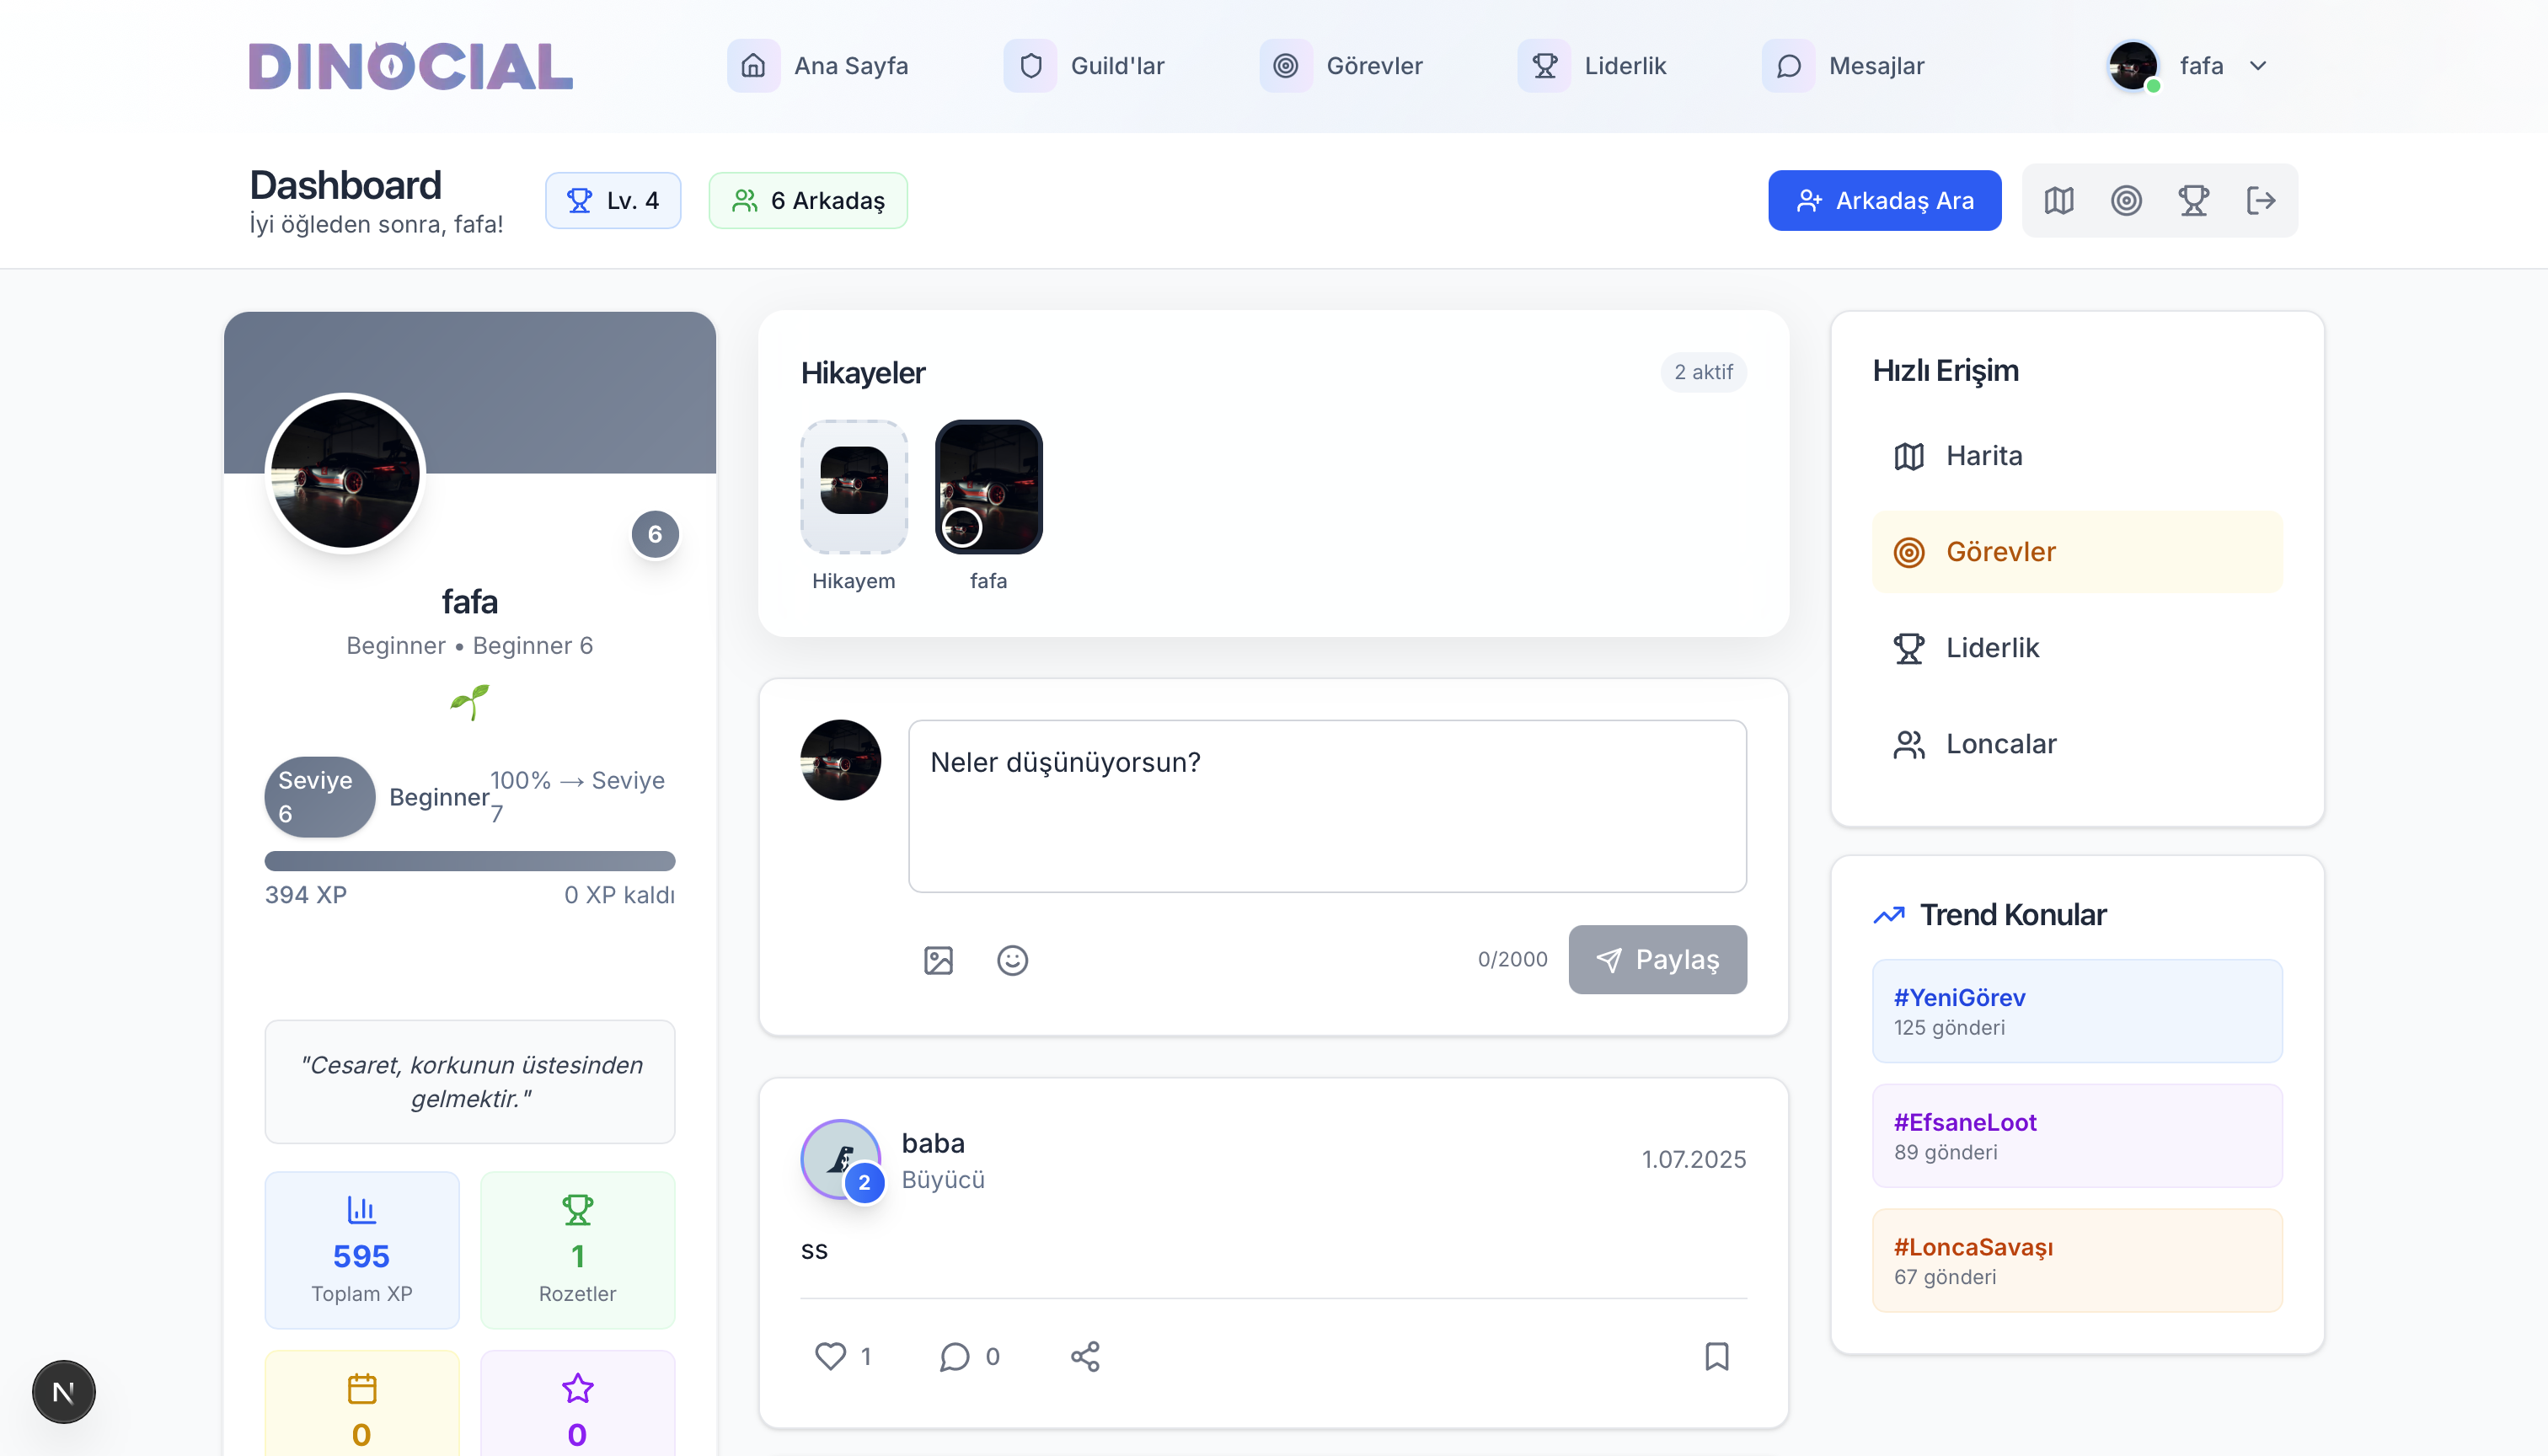 DINOCIAL
Ana Sayfa
Guild'lar
Görevler
Liderlik
Mesajlar
fafa
Dashboard
İyi öğleden sonra, fafa!
Lv. 4
6 Arkadaş
Arkadaş Ara
6
fafa
Beginner • Beginner 6
Seviye
6
Beginner
100% → Seviye
7
394 XP
0 XP kaldı
"Cesaret, korkunun üstesinden
gelmektir."
595
Toplam XP
1
Rozetler
0
0
Hikayeler
2 aktif
Hikayem
fafa
Neler düşünüyorsun?
0/2000
Paylaş
baba
Büyücü
2
1.07.2025
ss
1
0
Hızlı Erişim
Harita
Görevler
Liderlik
Loncalar
Trend Konular
#YeniGörev
125 gönderi
#EfsaneLoot
89 gönderi
#LoncaSavaşı
67 gönderi
N